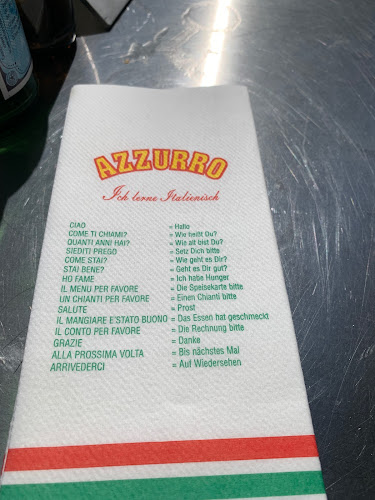 AZZURRO
Ich lerne Italienisch
CIAO = Hallo
COME TI CHIAMI? = Wie heißt Du?
QUANTI ANNI HAI? = Wie alt bist Du?
SIEDITI PREGO = Setz Dich bitte
COME STAI? = Wie geht es Dir?
STAI BENE? = Geht es Dir gut?
HO FAME = Ich habe Hunger
IL MENU PER FAVORE = Die Speisekarte bitte
UN CHIANTI PER FAVORE = Einen Chianti bitte
SALUTE = Prost
IL MANGIARE E'STATO BUONO = Das Essen hat geschmeckt
IL CONTO PER FAVORE = Die Rechnung bitte
GRAZIE = Danke
ALLA PROSSIMA VOLTA = Bis nächstes Mal
ARRIVEDERCI = Auf Wiedersehen